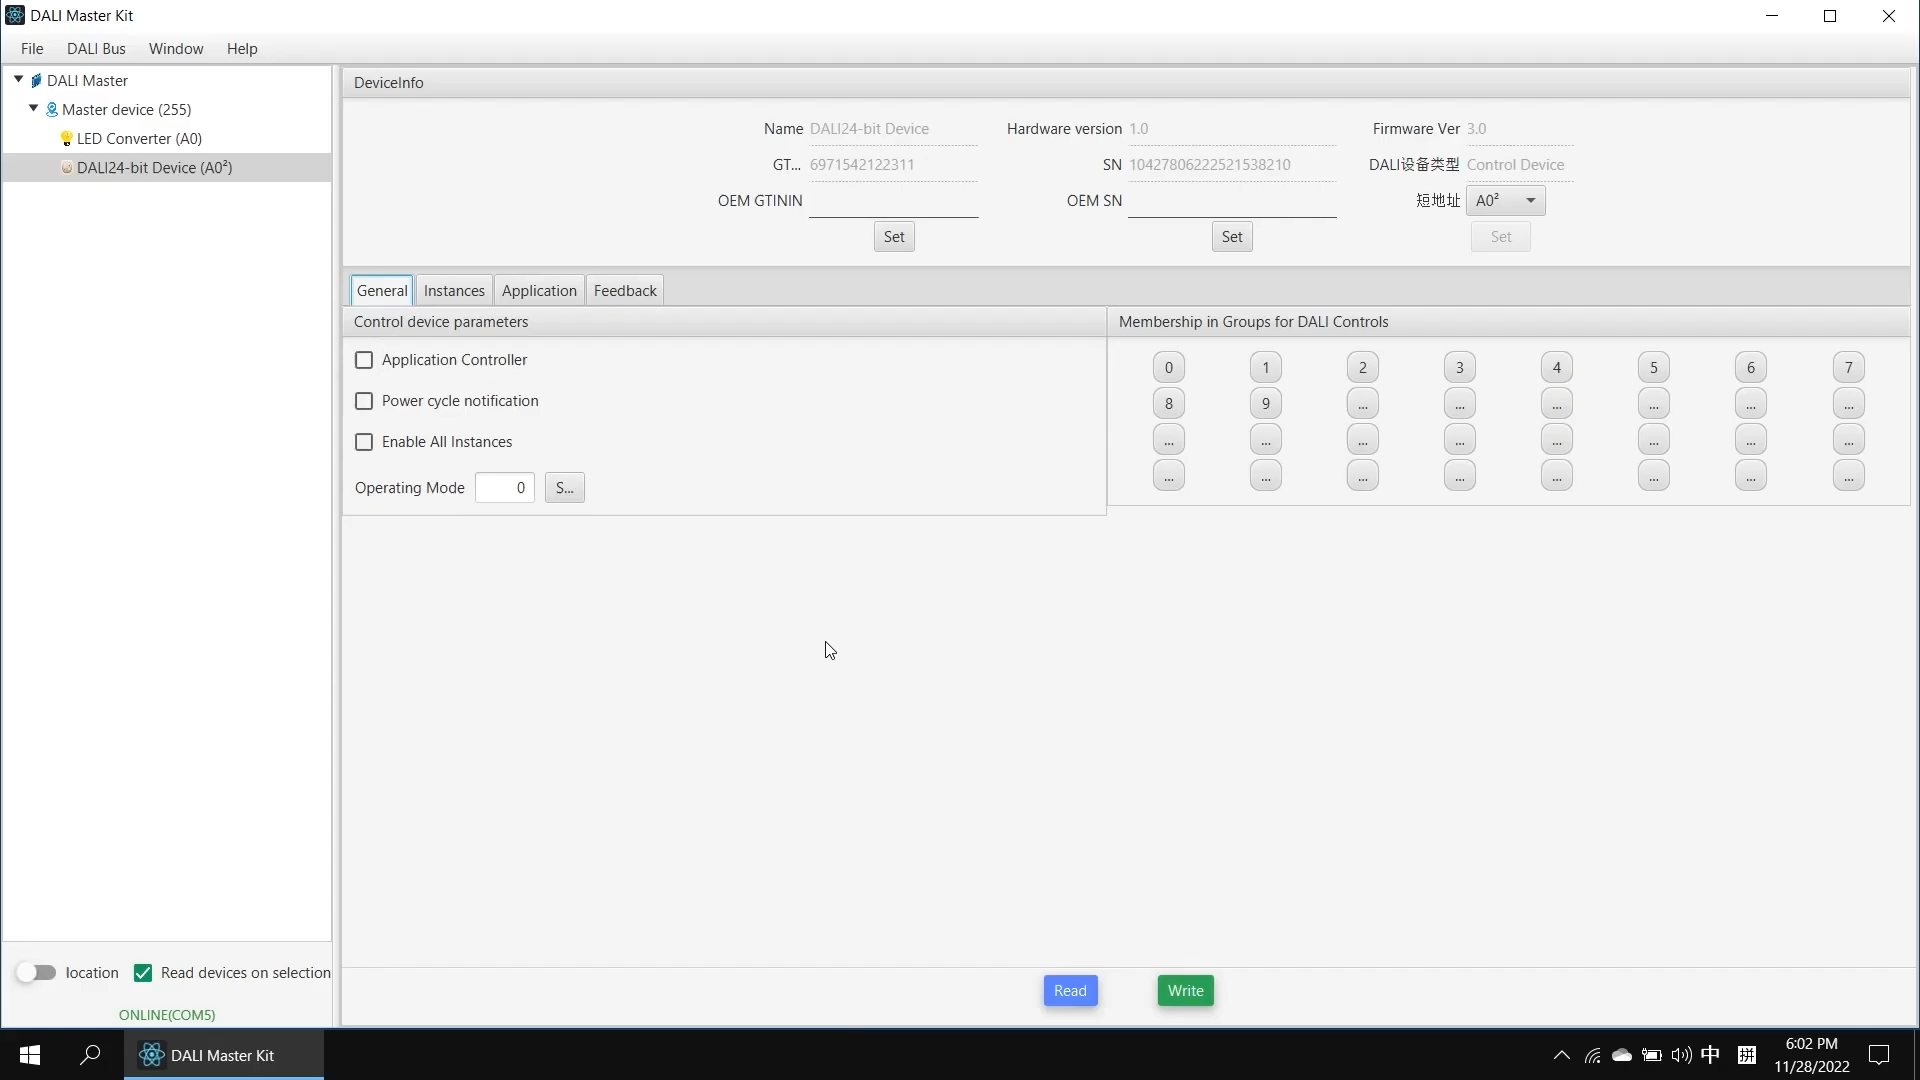 DALI Master Kit
File DALI Bus Window Help
DALI Master
Master device (255)
LED Converter (A0)
DALI24-bit Device (A0²)
location Read devices on selection
ONLINE(COM5)
DeviceInfo
Name DALI24-bit Device Hardware version 1.0 Firmware Ver 3.0
GT... 6971542122311 SN 10427806222521538210 DALI设备类型 Control Device
OEM GTININ OEM SN 短地址 A0²
Set Set Set
General Instances Application Feedback
Control device parameters
Application Controller
Power cycle notification
Enable All Instances
Operating Mode 0 S...
Membership in Groups for DALI Controls
0 1 2 3 4 5 6 7
8 9 ... ... ... ... ... ...
... ... ... ... ... ... ... ...
... ... ... ... ... ... ... ...
Read Write
DALI Master Kit
中 拼 6:02 PM
11/28/2022